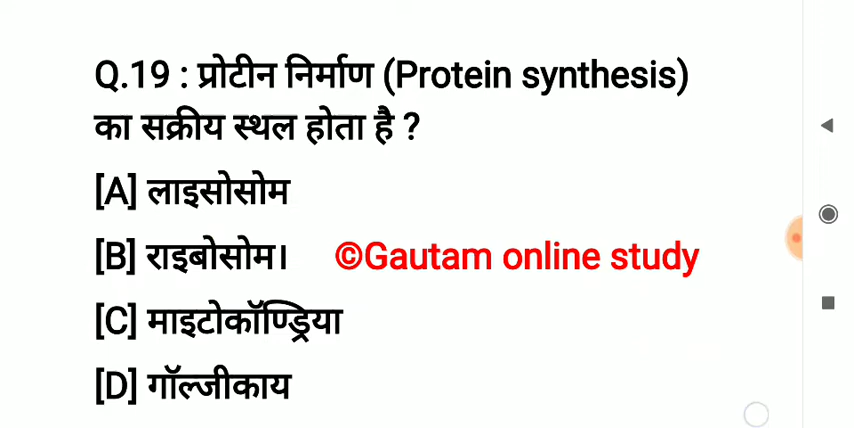 Q.19 : प्रोटीन निर्माण (Protein synthesis)
का सक्रीय स्थल होता है ?
[A] लाइसोसोम
[B] राइबोसोम। ©Gautam online study
[C] माइटोकॉण्ड्रिया
[D] गॉल्जीकाय